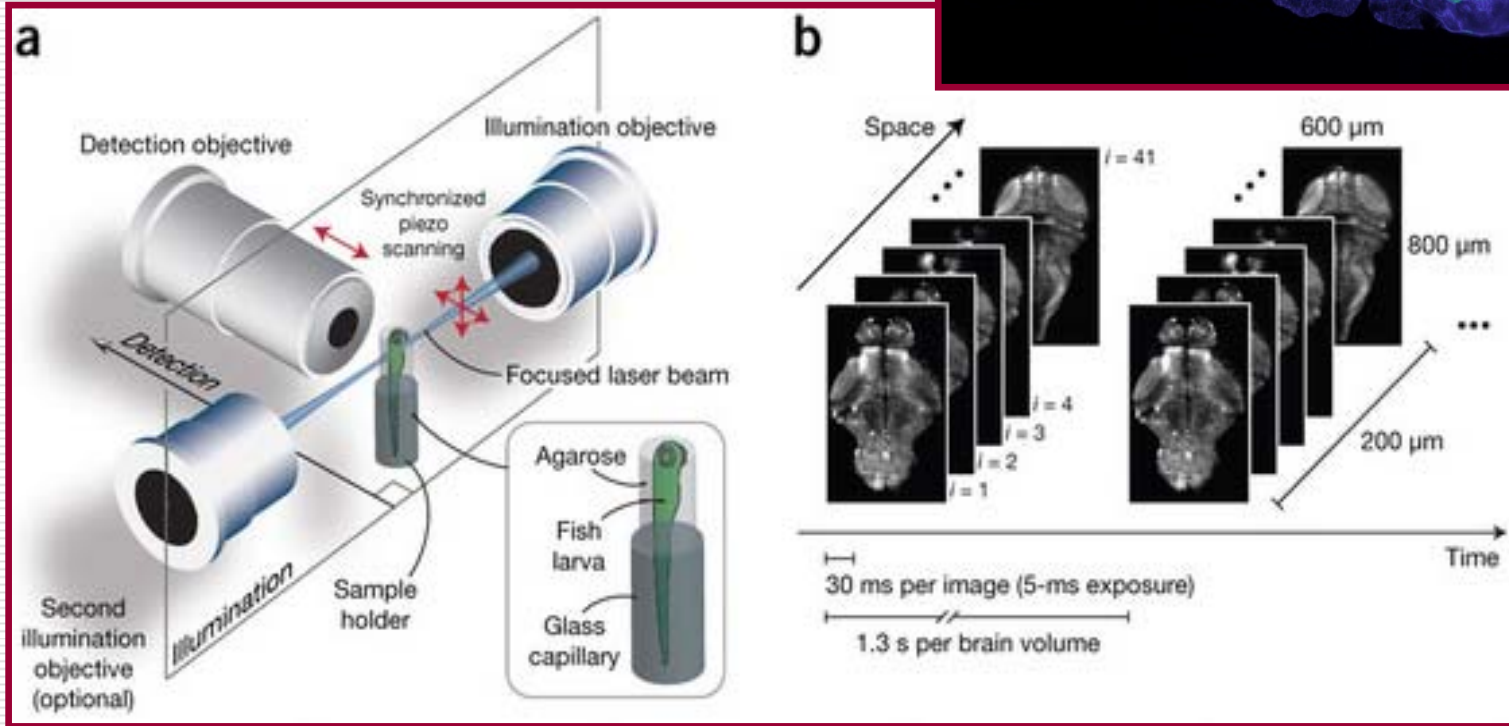 a
Detection objective
Illumination objective
Synchronized
piezo
scanning
Detection
Focused laser beam
Agarose
Fish
larva
Glass
capillary
Sample
holder
Illumination
Second
illumination
objective
(optional)
b
Space
i = 41
600 µm
800 µm
i = 4
i = 3
i = 2
i = 1
200 µm
Time
30 ms per image (5-ms exposure)
1.3 s per brain volume